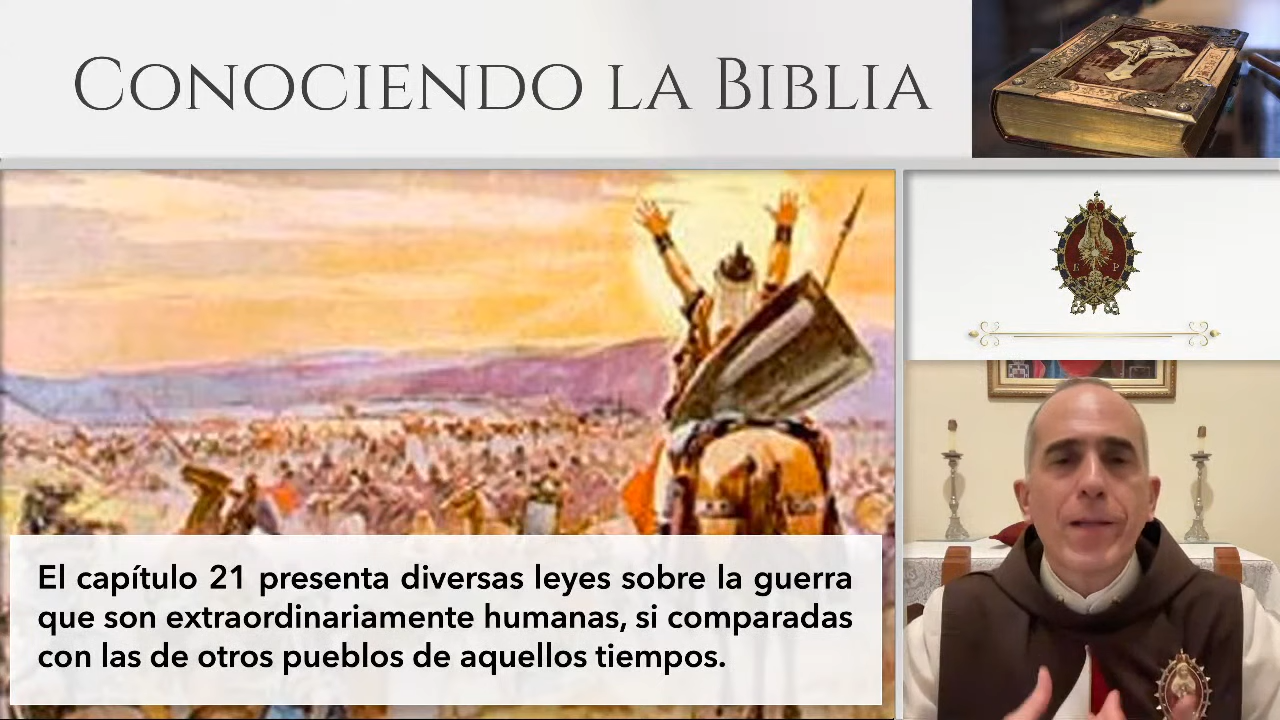 Conociendo la Biblia
El capítulo 21 presenta diversas leyes sobre la guerra
que son extraordinariamente humanas, si comparadas
con las de otros pueblos de aquellos tiempos.